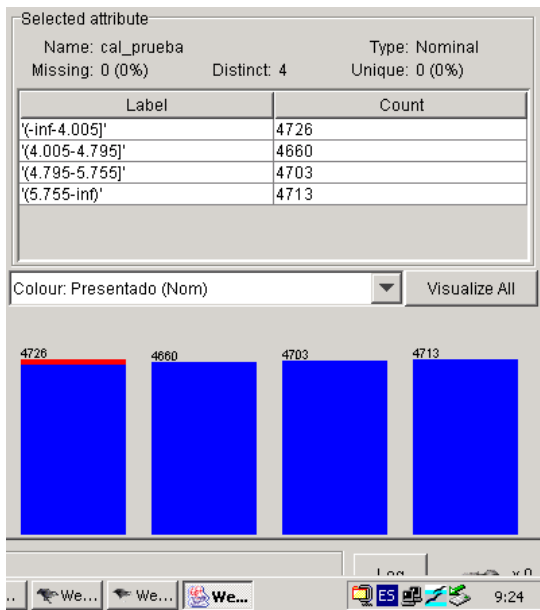 Selected attribute
Name: cal_prueba Type: Nominal
Missing: 0 (0%) Distinct: 4 Unique: 0 (0%)
Label Count
'(-inf-4.005]' 4726
'(4.005-4.795]' 4660
'(4.795-5.755]' 4703
'(5.755-inf)' 4713
Colour: Presentado (Nom) Visualize All
4726 4660 4703 4713
Log x 0
.. We... We... We... ES 9:24